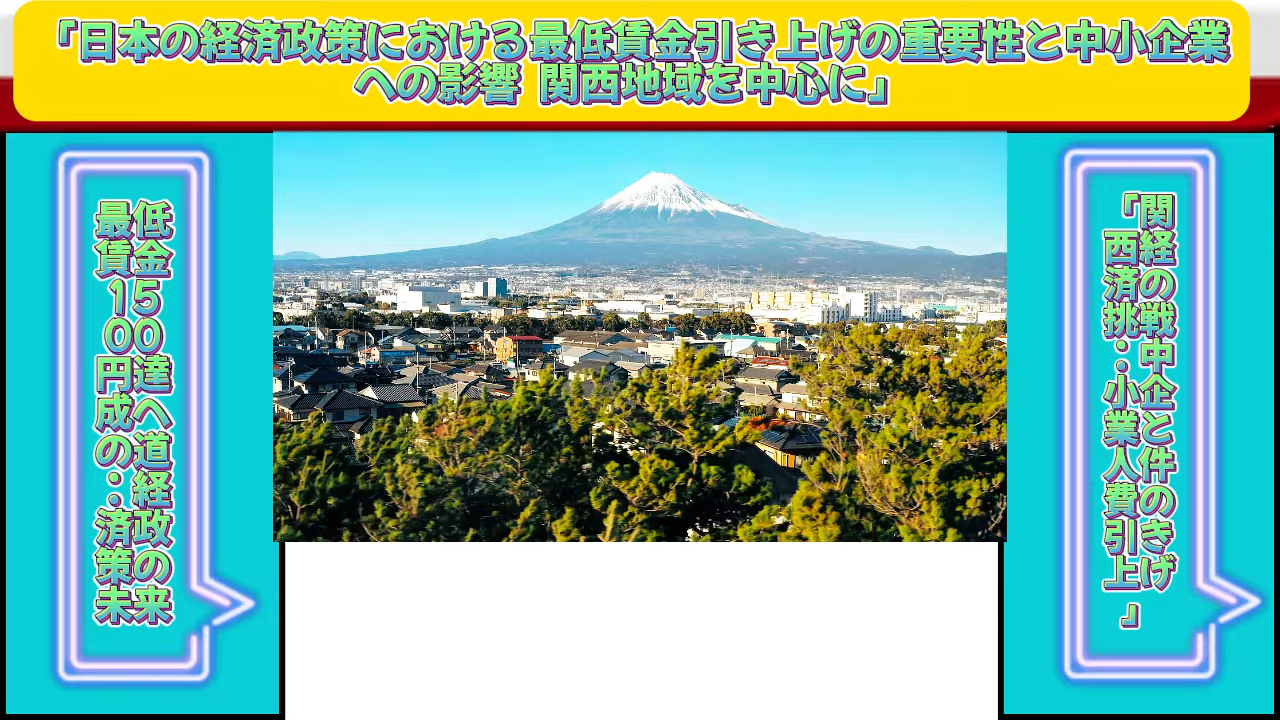 「日本の経済政策における最低賃金引き上げの重要性と中小企業
への影響 関西地域を中心に」
最低
賃金
15
00
円達
成へ
の道
:経
済政
策の
未来
「関
西経
済の
挑戦
:中
小企
業と
人件
費の
引き
上げ
」